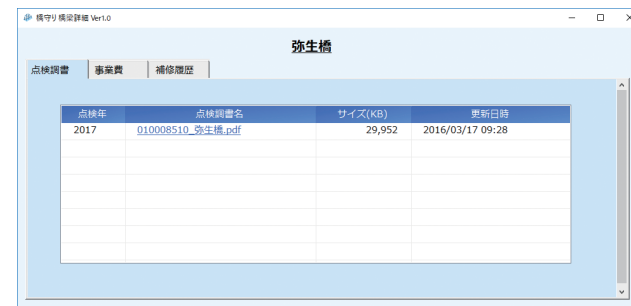 橋守り橋梁詳細 Ver1.0
弥生橋
点検調書 事業費 補修履歴
点検年 点検調書名 サイズ(KB) 更新日時
2017 010008510_弥生橋.pdf 29,952 2016/03/17 09:28